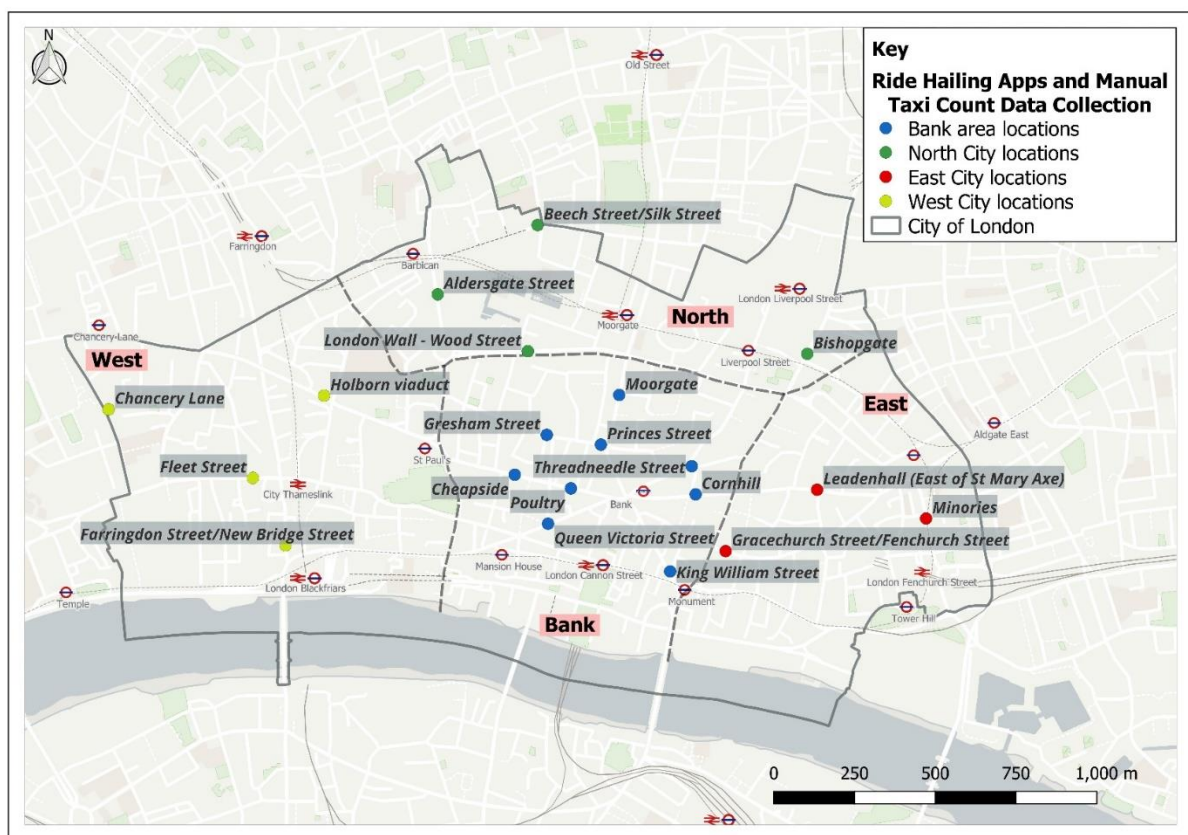 N
Key
Ride Hailing Apps and Manual
Taxi Count Data Collection
Bank area locations
North City locations
East City locations
West City locations
City of London
Old Street
Beech Street/Silk Street
Farringdon
Barbican
Aldersgate Street
London Liverpool Street
Moorgate
North
Chancery-Lane
London Wall - Wood Street
Liverpool Street
Bishopgate
West
Chancery Lane
Holborn viaduct
Moorgate
East
Gresham Street
Princes Street
Aldgate East
St Paul's
Fleet Street
City Thameslink
Threadneedle Street
Cheapside
Poultry
Bank
Cornhill
Leadenhall (East of St Mary Axe)
Minories
Farringdon Street/New Bridge Street
Queen Victoria Street
Gracechurch Street/Fenchurch Street
Mansion House
London Cannon Street
King William Street
London Fenchurch Street
London Blackfriars
Temple
Monument
Tower Hill
Bank
0 250 500 750 1,000 m